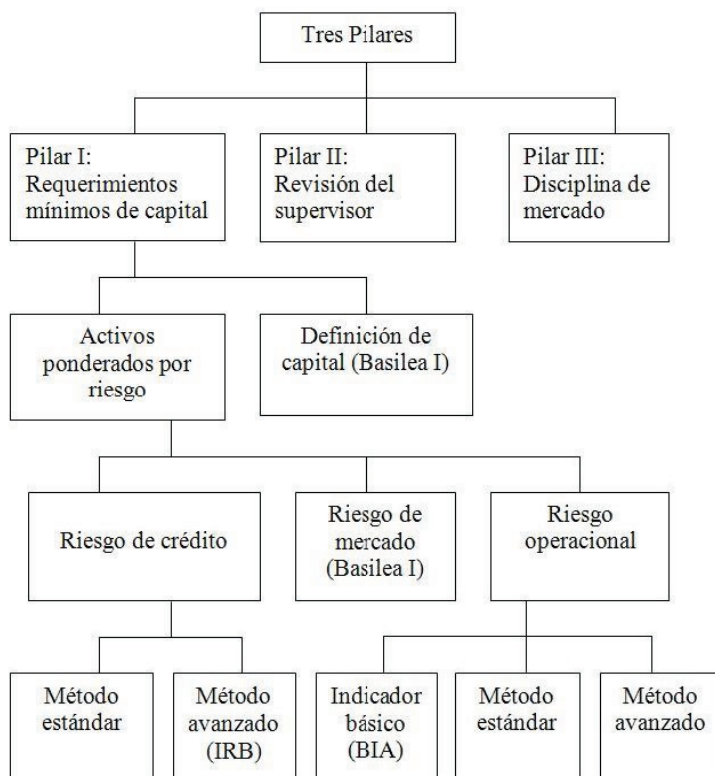 Tres Pilares
Pilar I:
Requerimientos
mínimos de capital
Pilar II:
Revisión del
supervisor
Pilar III:
Disciplina de
mercado
Activos
ponderados por
riesgo
Definición de
capital (Basilea I)
Riesgo de crédito
Riesgo de
mercado
(Basilea I)
Riesgo
operacional
Método
estándar
Método
avanzado
(IRB)
Indicador
básico
(BIA)
Método
estándar
Método
avanzado